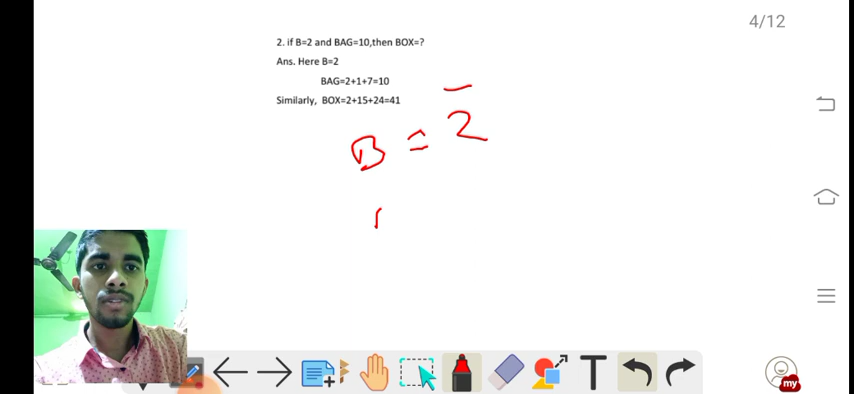 4/12
2. if B=2 and BAG=10,then BOX=?
Ans. Here B=2
BAG=2+1+7=10
Similarly, BOX=2+15+24=41
B = 2
T
my